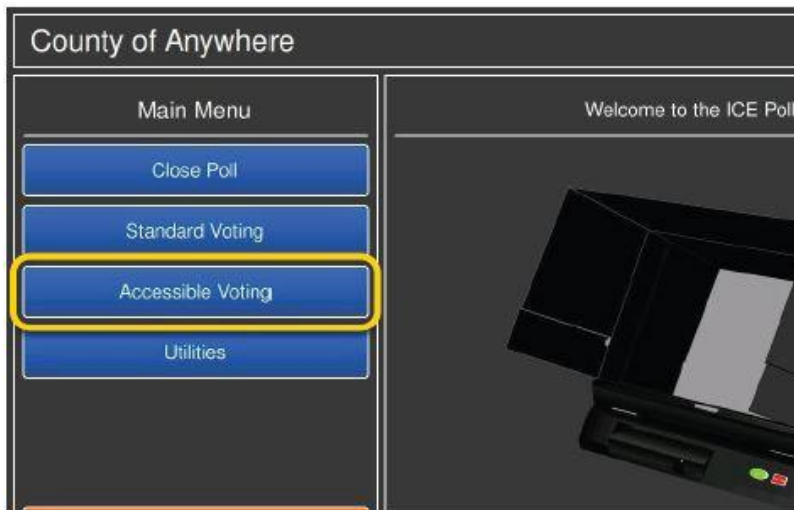 County of Anywhere
Main Menu
Close Poll
Standard Voting
Accessible Voting
Utilities
Welcome to the ICE Poll